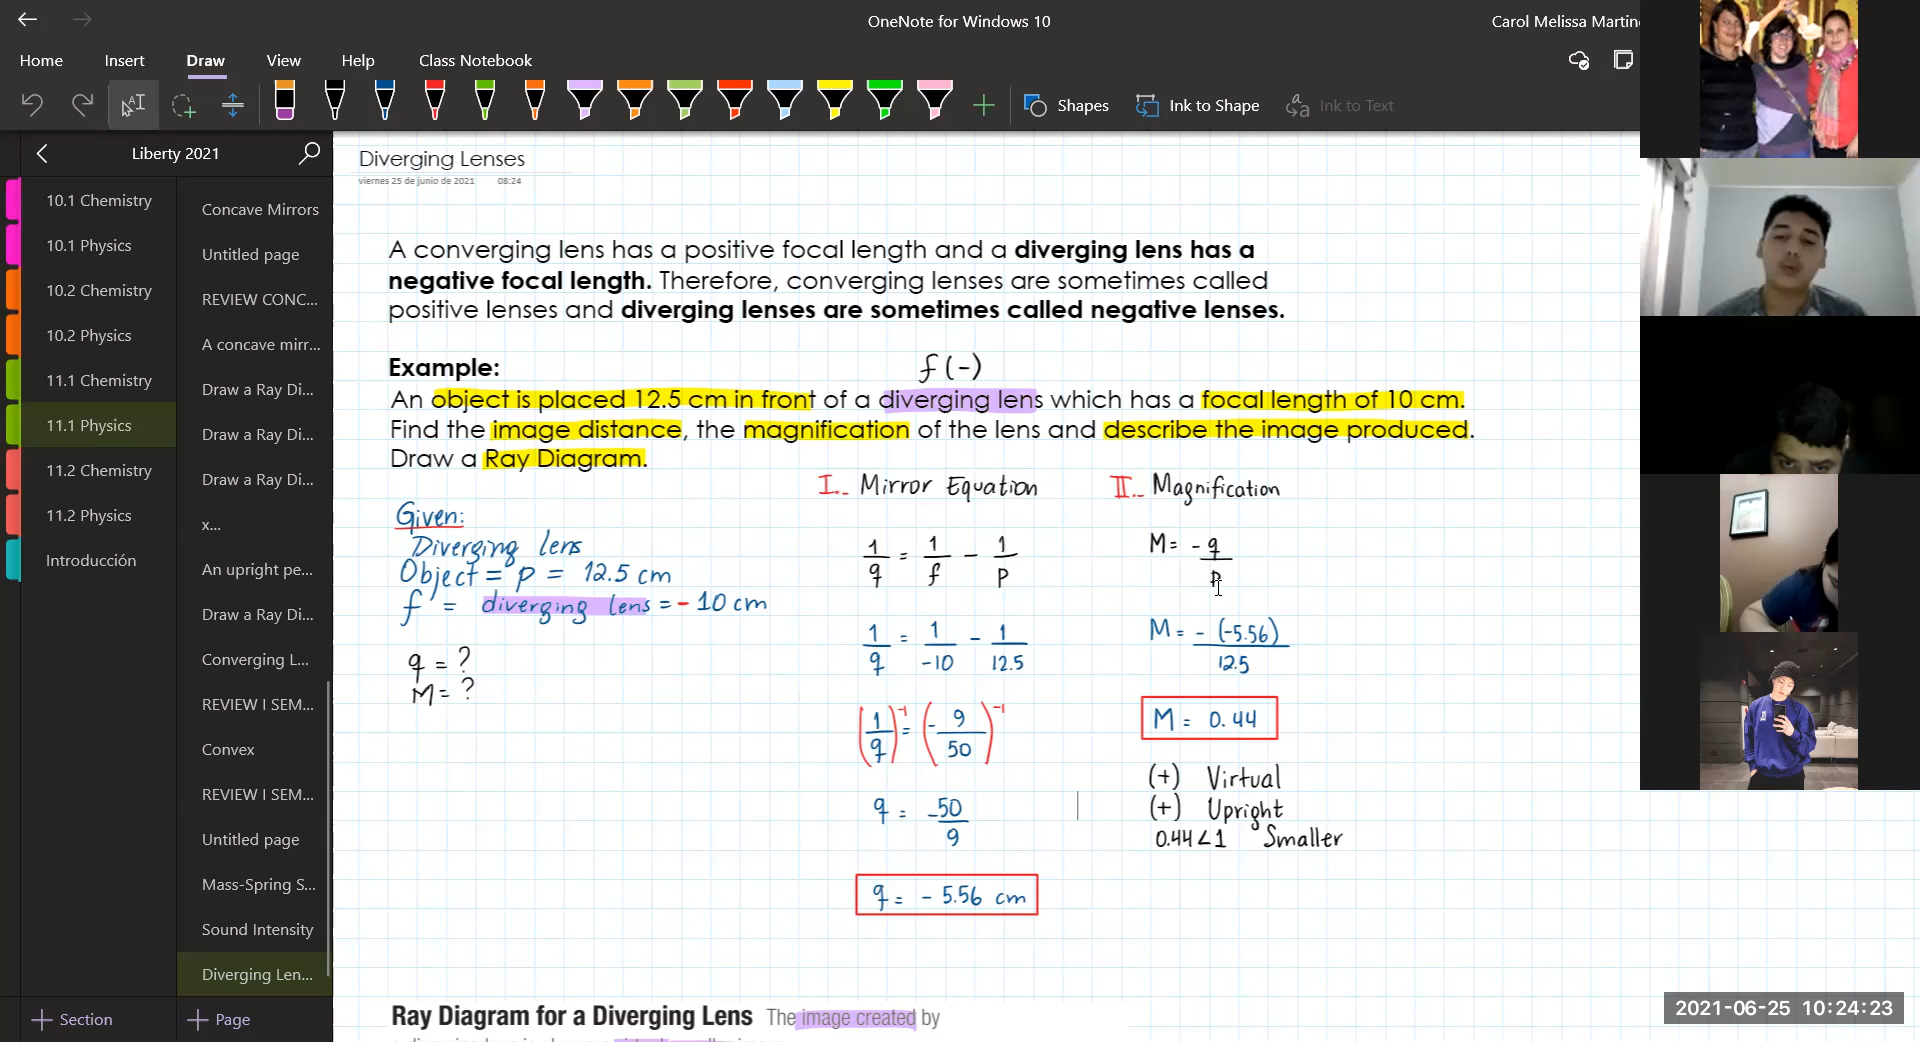 OneNote for Windows 10
Carol Melissa Martin
Home
Insert
Draw
View
Help
Class Notebook
Shapes
Ink to Shape
Ink to Text
Liberty 2021
10.1 Chemistry
10.1 Physics
10.2 Chemistry
10.2 Physics
11.1 Chemistry
11.1 Physics
11.2 Chemistry
11.2 Physics
Introducción
Section
Concave Mirrors
Untitled page
REVIEW CONC...
A concave mirr...
Draw a Ray Di...
Draw a Ray Di...
Draw a Ray Di...
x...
An upright pe...
Draw a Ray Di...
Converging L...
REVIEW I SEM...
Convex
REVIEW I SEM...
Untitled page
Mass-Spring S...
Sound Intensity
Diverging Len...
Page
Diverging Lenses
viernes 25 de junio de 2021 08:24
A converging lens has a positive focal length and a diverging lens has a
negative focal length. Therefore, converging lenses are sometimes called
positive lenses and diverging lenses are sometimes called negative lenses.
Example:
f (-)
An object is placed 12.5 cm in front of a diverging lens which has a focal length of 10 cm.
Find the image distance, the magnification of the lens and describe the image produced.
Draw a Ray Diagram.
Given:
Diverging lens
Object = p = 12.5 cm
f = diverging lens = - 10 cm
q = ?
M = ?
I.- Mirror Equation
1/q = 1/f - 1/p
1/q = 1/-10 - 1/12.5
(1/q)^-1 = (- 9/50)^-1
q = -50/9
q = - 5.56 cm
II.- Magnification
M = -q/p
M = -(-5.56)/12.5
M = 0.44
(+) Virtual
(+) Upright
0.44 < 1 Smaller
Ray Diagram for a Diverging Lens The image created by
2021-06-25 10:24:23